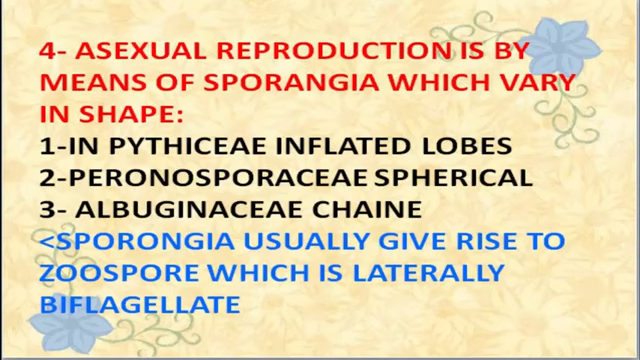 4- ASEXUAL REPRODUCTION IS BY
MEANS OF SPORANGIA WHICH VARY
IN SHAPE:
1-IN PYTHICEAE INFLATED LOBES
2-PERONOSPORACEAE SPHERICAL
3- ALBUGINACEAE CHAINE
<SPORONGIA USUALLY GIVE RISE TO
ZOOSPORE WHICH IS LATERALLY
BIFLAGELLATE